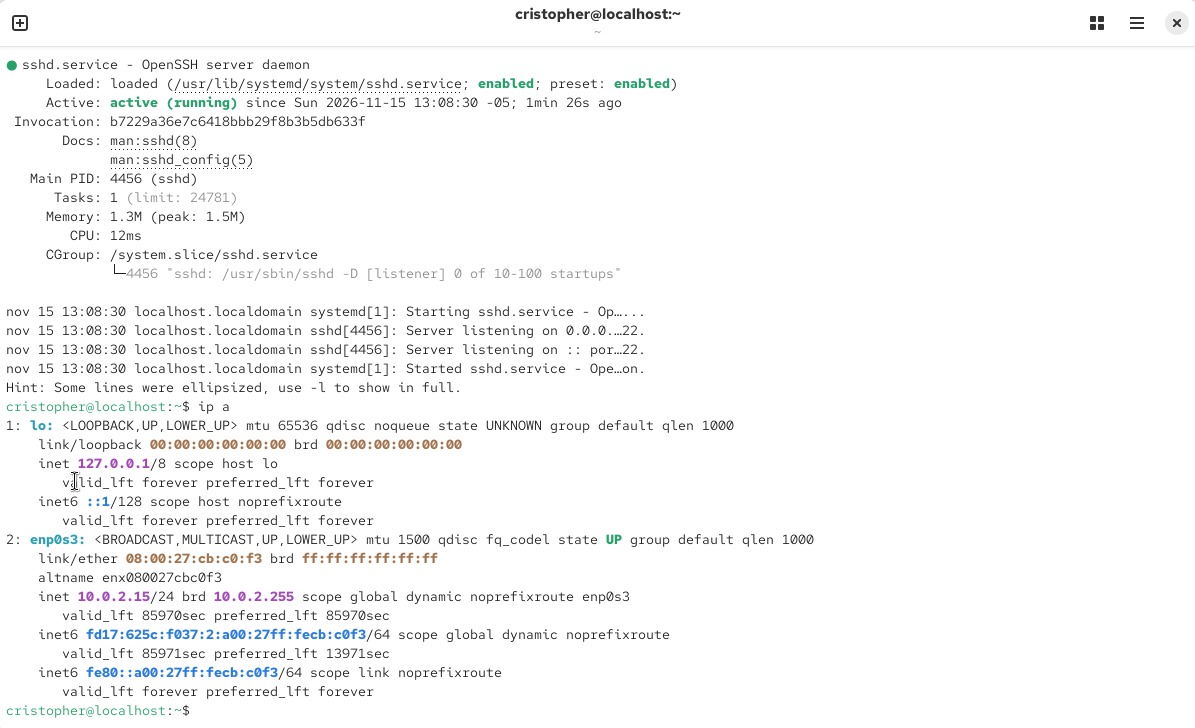 cristopher@localhost:~
~
● sshd.service - OpenSSH server daemon
Loaded: loaded (/usr/lib/systemd/system/sshd.service; enabled; preset: enabled)
Active: active (running) since Sun 2026-11-15 13:08:30 -05; 1min 26s ago
Invocation: b7229a36e7c6418bbb29f8b3b5db633f
Docs: man:sshd(8)
man:sshd_config(5)
Main PID: 4456 (sshd)
Tasks: 1 (limit: 24781)
Memory: 1.3M (peak: 1.5M)
CPU: 12ms
CGroup: /system.slice/sshd.service
└─4456 "sshd: /usr/sbin/sshd -D [listener] 0 of 10-100 startups"
nov 15 13:08:30 localhost.localdomain systemd[1]: Starting sshd.service - Op…...
nov 15 13:08:30 localhost.localdomain sshd[4456]: Server listening on 0.0.0.…22.
nov 15 13:08:30 localhost.localdomain sshd[4456]: Server listening on :: por…22.
nov 15 13:08:30 localhost.localdomain systemd[1]: Started sshd.service - Ope…on.
Hint: Some lines were ellipsized, use -l to show in full.
cristopher@localhost:~$ ip a
1: lo: <LOOPBACK,UP,LOWER_UP> mtu 65536 qdisc noqueue state UNKNOWN group default qlen 1000
link/loopback 00:00:00:00:00:00 brd 00:00:00:00:00:00
inet 127.0.0.1/8 scope host lo
valid_lft forever preferred_lft forever
inet6 ::1/128 scope host noprefixroute
valid_lft forever preferred_lft forever
2: enp0s3: <BROADCAST,MULTICAST,UP,LOWER_UP> mtu 1500 qdisc fq_codel state UP group default qlen 1000
link/ether 08:00:27:cb:c0:f3 brd ff:ff:ff:ff:ff:ff
altname enx080027cbc0f3
inet 10.0.2.15/24 brd 10.0.2.255 scope global dynamic noprefixroute enp0s3
valid_lft 85970sec preferred_lft 85970sec
inet6 fd17:625c:f037:2:a00:27ff:fecb:c0f3/64 scope global dynamic noprefixroute
valid_lft 85971sec preferred_lft 13971sec
inet6 fe80::a00:27ff:fecb:c0f3/64 scope link noprefixroute
valid_lft forever preferred_lft forever
cristopher@localhost:~$